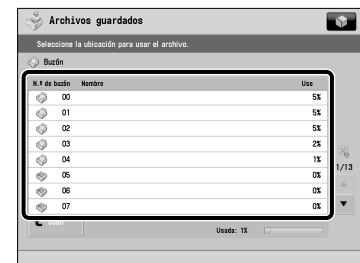 Archivos guardados
Seleccione la ubicación para usar el archivo.
Buzón
N.º de buzón Nombre Uso
00 5%
01 5%
02 5%
03 2%
04 1%
05 0%
06 0%
07 0%
1/13
Usada: 1%